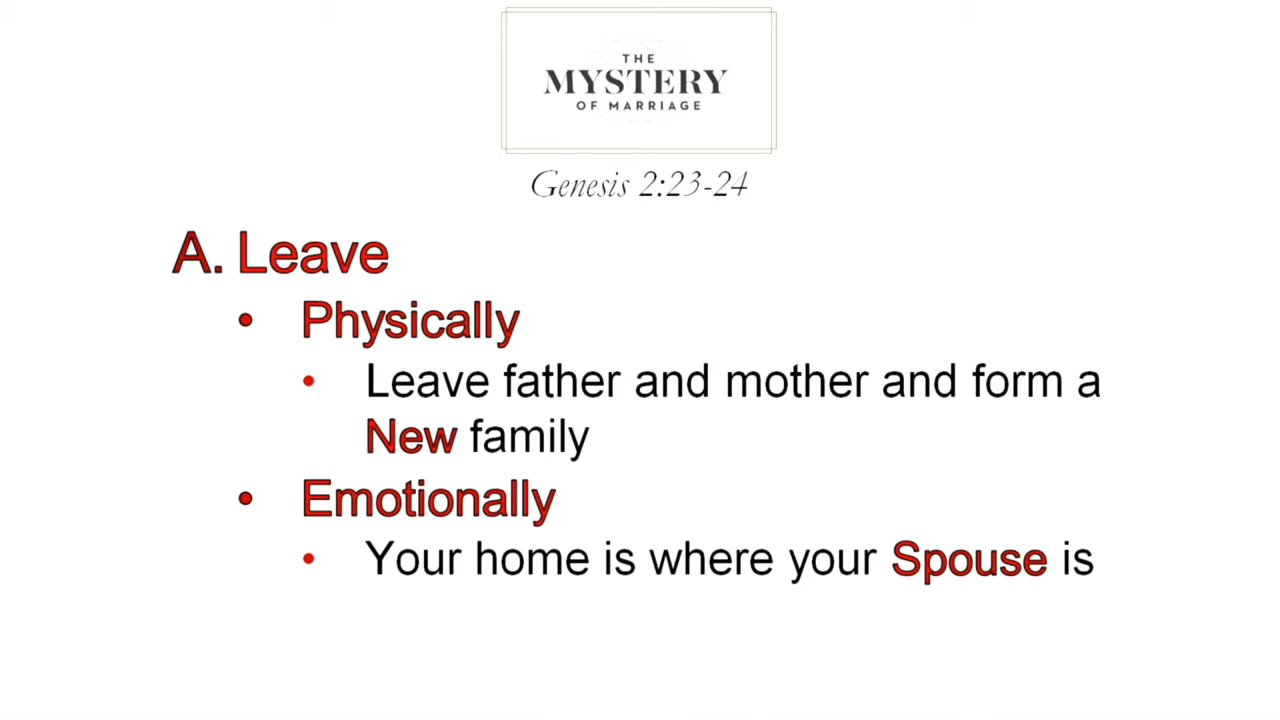 THE
MYSTERY
OF MARRIAGE
Genesis 2:23-24
A. Leave
• Physically
• Leave father and mother and form a
New family
• Emotionally
• Your home is where your Spouse is